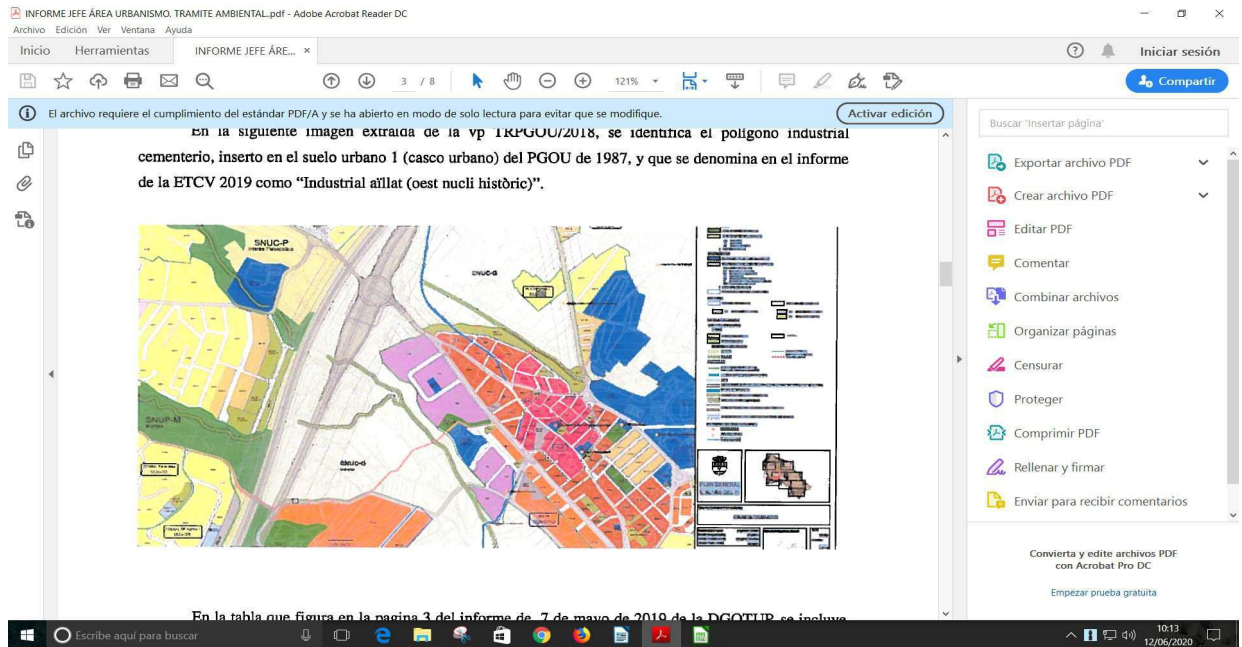 INFORME JEFE ÁREA URBANISMO. TRAMITE AMBIENTAL.pdf - Adobe Acrobat Reader DC
Archivo Edición Ver Ventana Ayuda
Inicio Herramientas INFORME JEFE ÁRE... × Iniciar sesión
3 / 8 121% Compartir
El archivo requiere el cumplimiento del estándar PDF/A y se ha abierto en modo de solo lectura para evitar que se modifique. Activar edición
En la siguiente imagen extraida de la vp TRPGOU/2018, se identifica el polígono industrial
cementerio, inserto en el suelo urbano 1 (casco urbano) del PGOU de 1987, y que se denomina en el informe
de la ETCV 2019 como “Industrial aïllat (oest nucli històric)”.
SNUC-P
SNUC-G
SNUP-M
SNUC-G
PLAN GENERAL
En la tabla que figura en la pagina 3 del informe de 7 de mayo de 2019 de la DGOTUP se incluye
Buscar 'Insertar página'
Exportar archivo PDF
Crear archivo PDF
Editar PDF
Comentar
Combinar archivos
Organizar páginas
Censurar
Proteger
Comprimir PDF
Rellenar y firmar
Enviar para recibir comentarios
Convierta y edite archivos PDF
con Acrobat Pro DC
Empezar prueba gratuita
Escribe aquí para buscar
10:13
12/06/2020